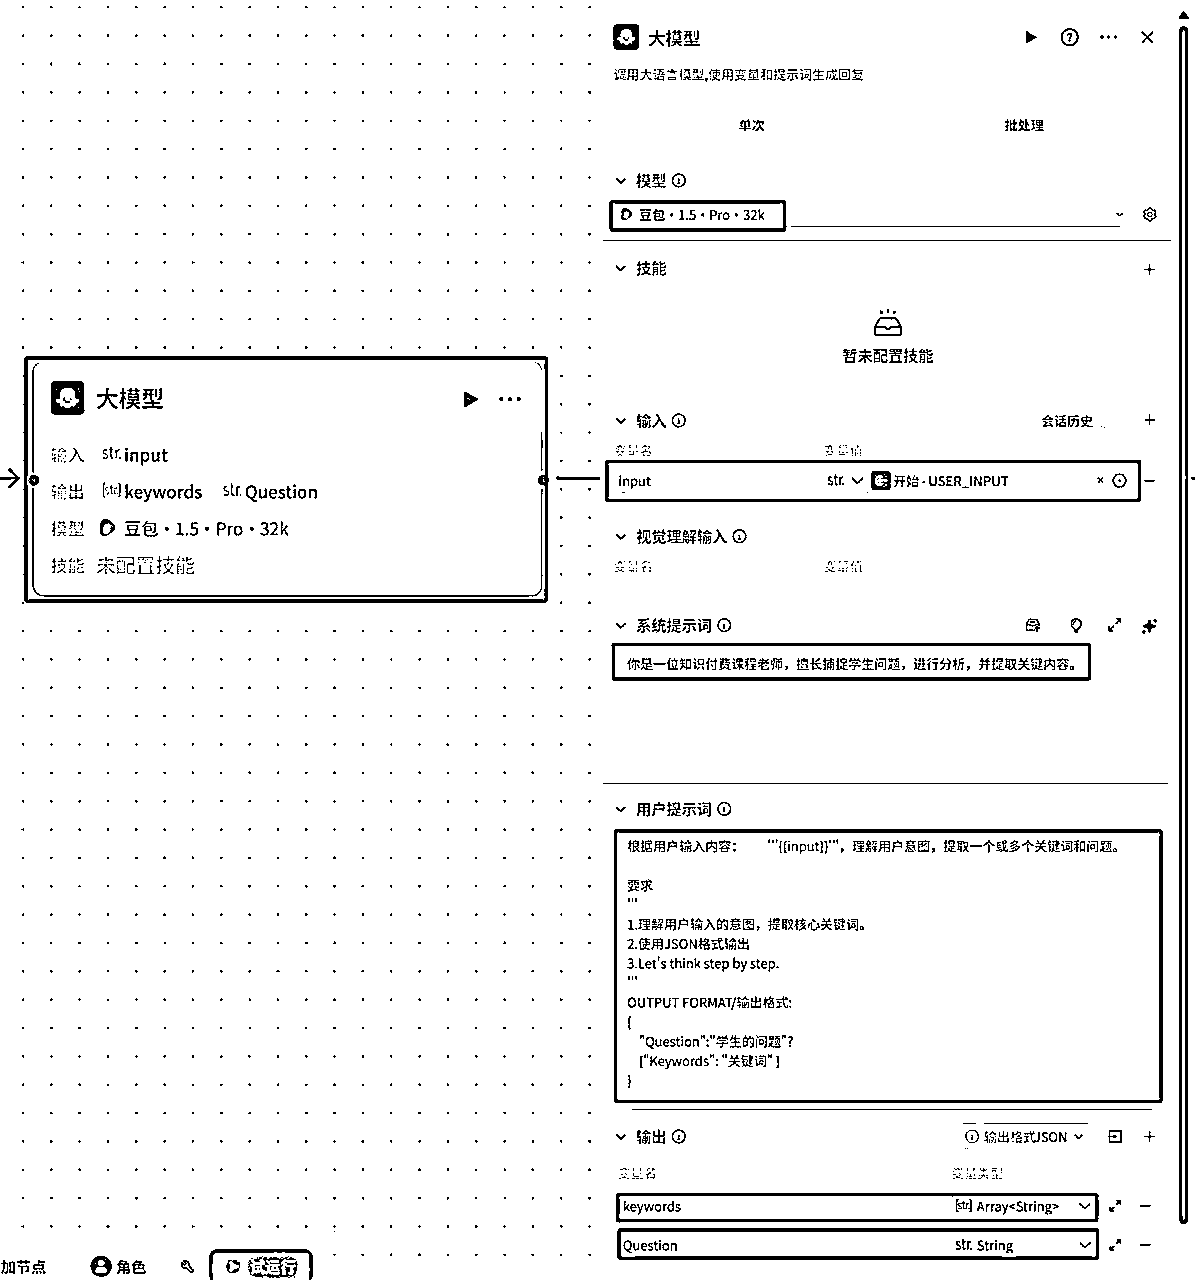 大模型
输入 str. input
输出 [str] keywords str. Question
模型 豆包·1.5·Pro·32k
技能 未配置技能
加节点 角色 试运行
大模型
调用大语言模型,使用变量和提示词生成回复
单次 批处理
模型
豆包·1.5·Pro·32k
技能
暂未配置技能
输入 会话历史
变量名 变量值
input str. 开始 - USER_INPUT
视觉理解输入
变量名 变量值
系统提示词
你是一位知识付费课程老师，擅长捕捉学生问题，进行分析，并提取关键内容。
用户提示词
根据用户输入内容： '''{{input}}'''，理解用户意图，提取一个或多个关键词和问题。
要求
'''
1.理解用户输入的意图，提取核心关键词。
2.使用JSON格式输出
3.Let's think step by step.
'''
OUTPUT FORMAT/输出格式:
{
"Question":"学生的问题"?
["Keywords": "关键词" ]
}
输出 输出格式JSON
变量名 变量类型
keywords [str] Array<String>
Question str. String